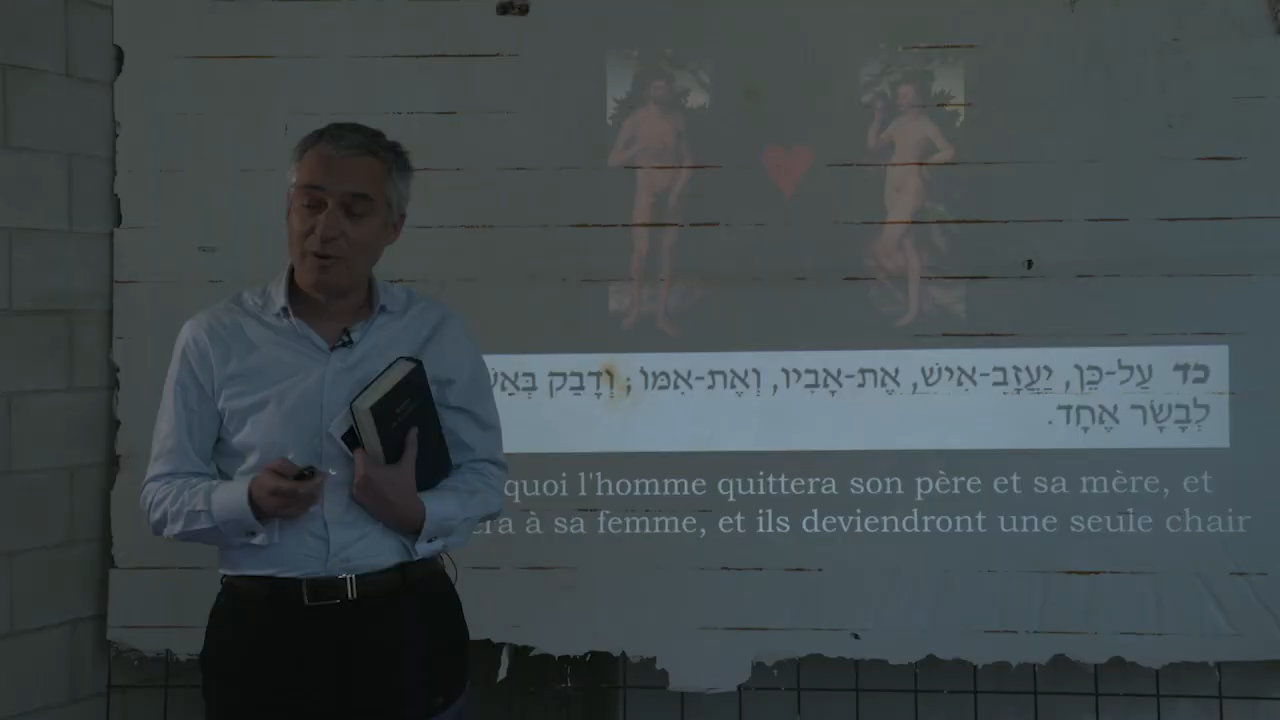 כד עַל-כֵּן, יַעֲזָב-אִישׁ, אֶת-אָבִיו, וְאֶת-אִמּוֹ; וְדָבַק
לְבָשָׂר אֶחָד.
quoi l'homme quittera son père et sa mère, et
à sa femme, et ils deviendront une seule chair